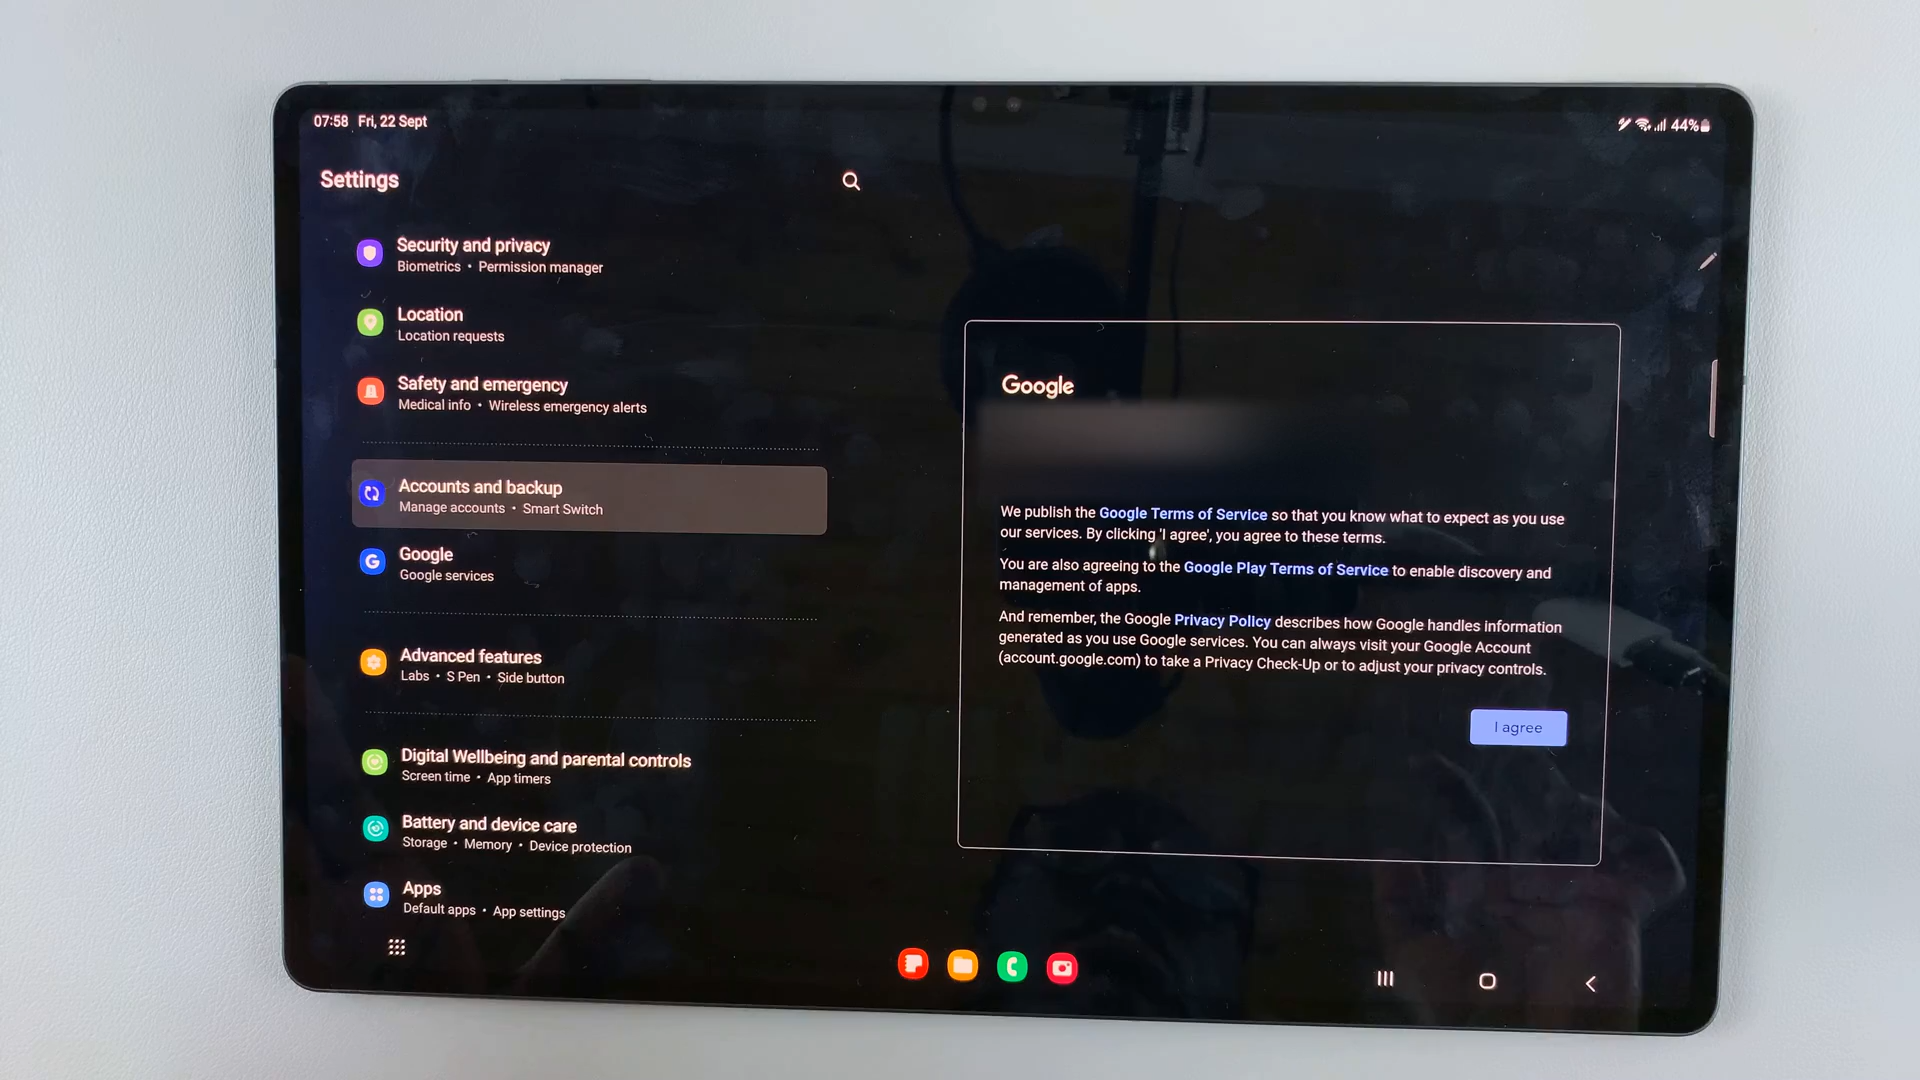 07:58 Fri, 22 Sept
44%
Settings
Security and privacy
Biometrics • Permission manager
Location
Location requests
Safety and emergency
Medical info • Wireless emergency alerts
Accounts and backup
Manage accounts • Smart Switch
Google
Google services
Advanced features
Labs • S Pen • Side button
Digital Wellbeing and parental controls
Screen time • App timers
Battery and device care
Storage • Memory • Device protection
Apps
Default apps • App settings
Google
We publish the Google Terms of Service so that you know what to expect as you use
our services. By clicking 'I agree', you agree to these terms.
You are also agreeing to the Google Play Terms of Service to enable discovery and
management of apps.
And remember, the Google Privacy Policy describes how Google handles information
generated as you use Google services. You can always visit your Google Account
(account.google.com) to take a Privacy Check-Up or to adjust your privacy controls.
I agree